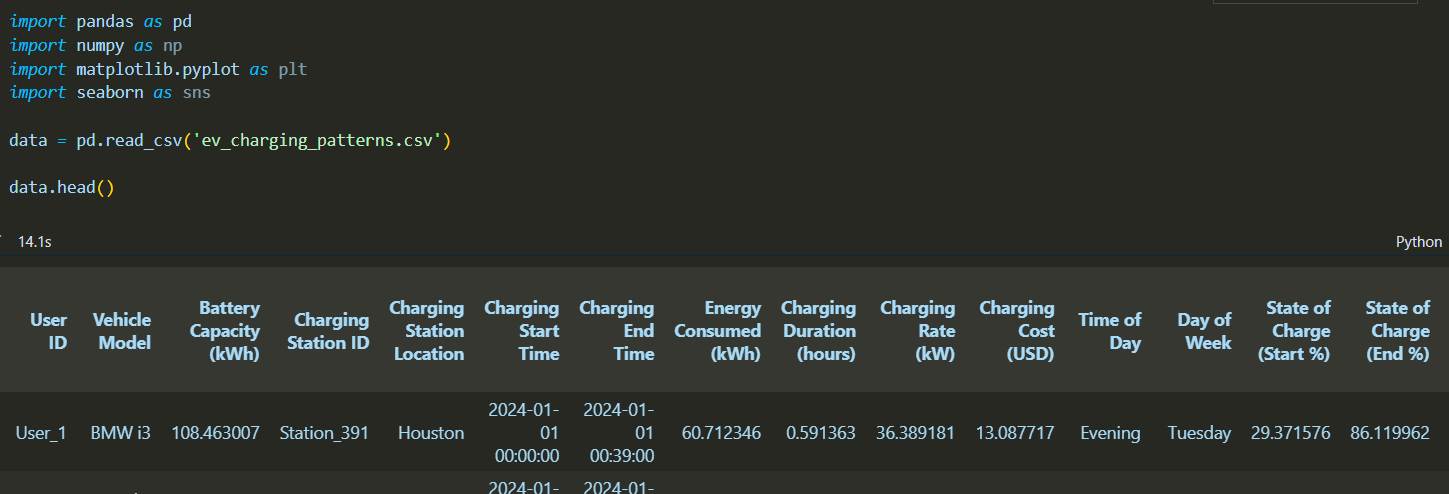 import pandas as pd
import numpy as np
import matplotlib.pyplot as plt
import seaborn as sns
data = pd.read_csv('ev_charging_patterns.csv')
data.head()
14.1s Python
User ID Vehicle Model Battery Capacity (kWh) Charging Station ID Charging Station Location Charging Start Time Charging End Time Energy Consumed (kWh) Charging Duration (hours) Charging Rate (kW) Charging Cost (USD) Time of Day Day of Week State of Charge (Start %) State of Charge (End %)
User_1 BMW i3 108.463007 Station_391 Houston 2024-01-01 00:00:00 2024-01-01 00:39:00 60.712346 0.591363 36.389181 13.087717 Evening Tuesday 29.371576 86.119962
2024-01- 2024-01-